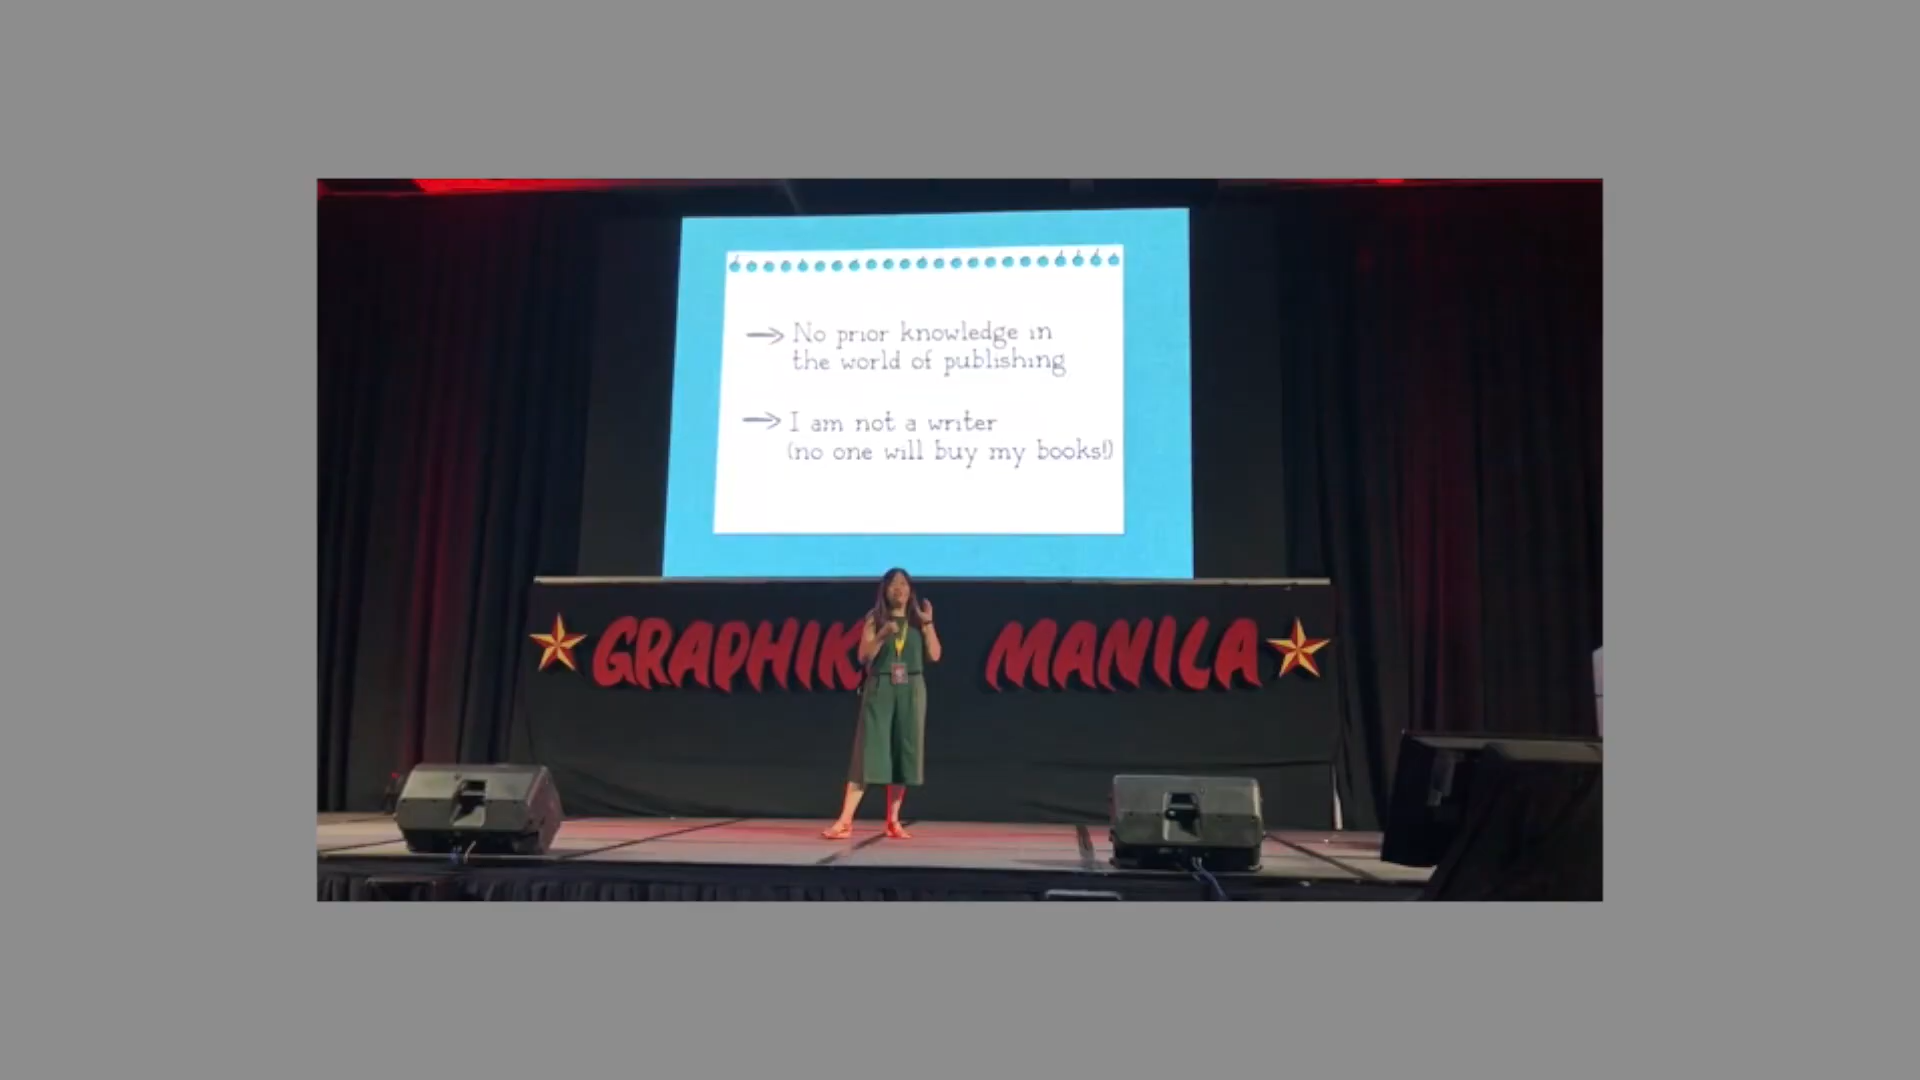 No prior knowledge in
the world of publishing
I am not a writer
(no one will buy my books!)
GRAPHIK MANILA